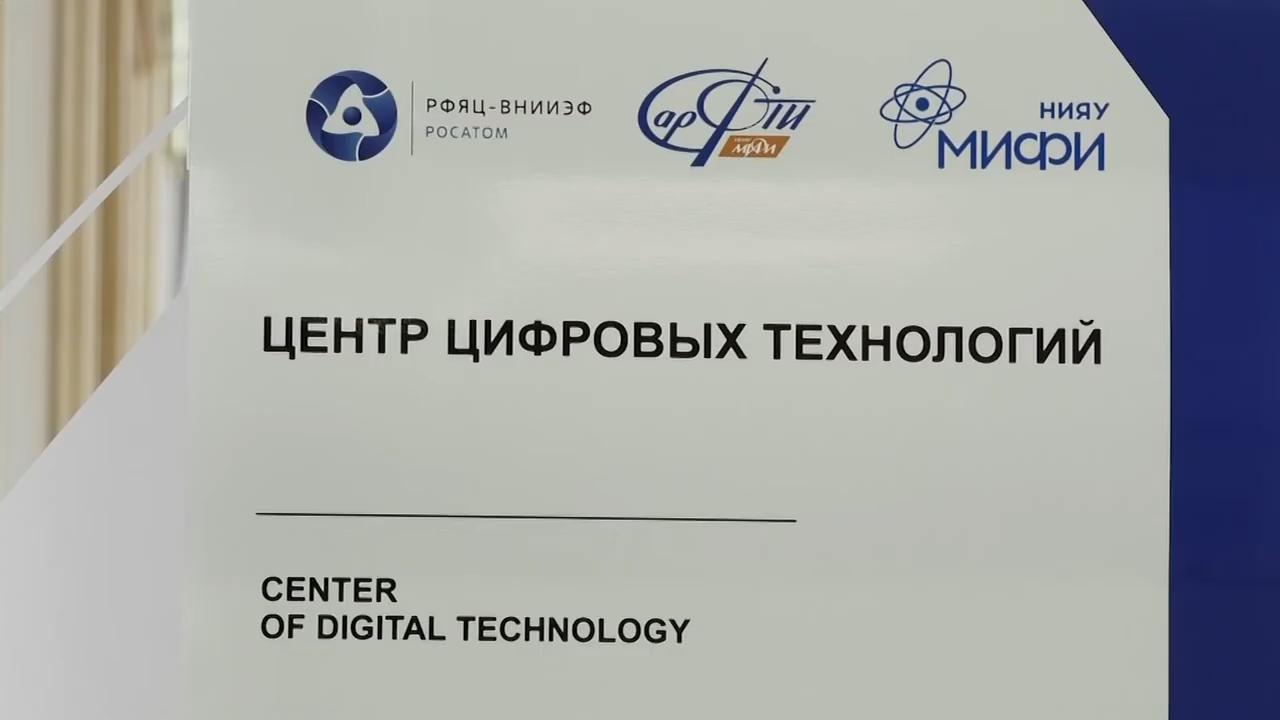 РФЯЦ-ВНИИЭФ
РОСАТОМ
СарФТИ
МИФИ
НИЯУ
МИФИ
ЦЕНТР ЦИФРОВЫХ ТЕХНОЛОГИЙ
CENTER
OF DIGITAL TECHNOLOGY